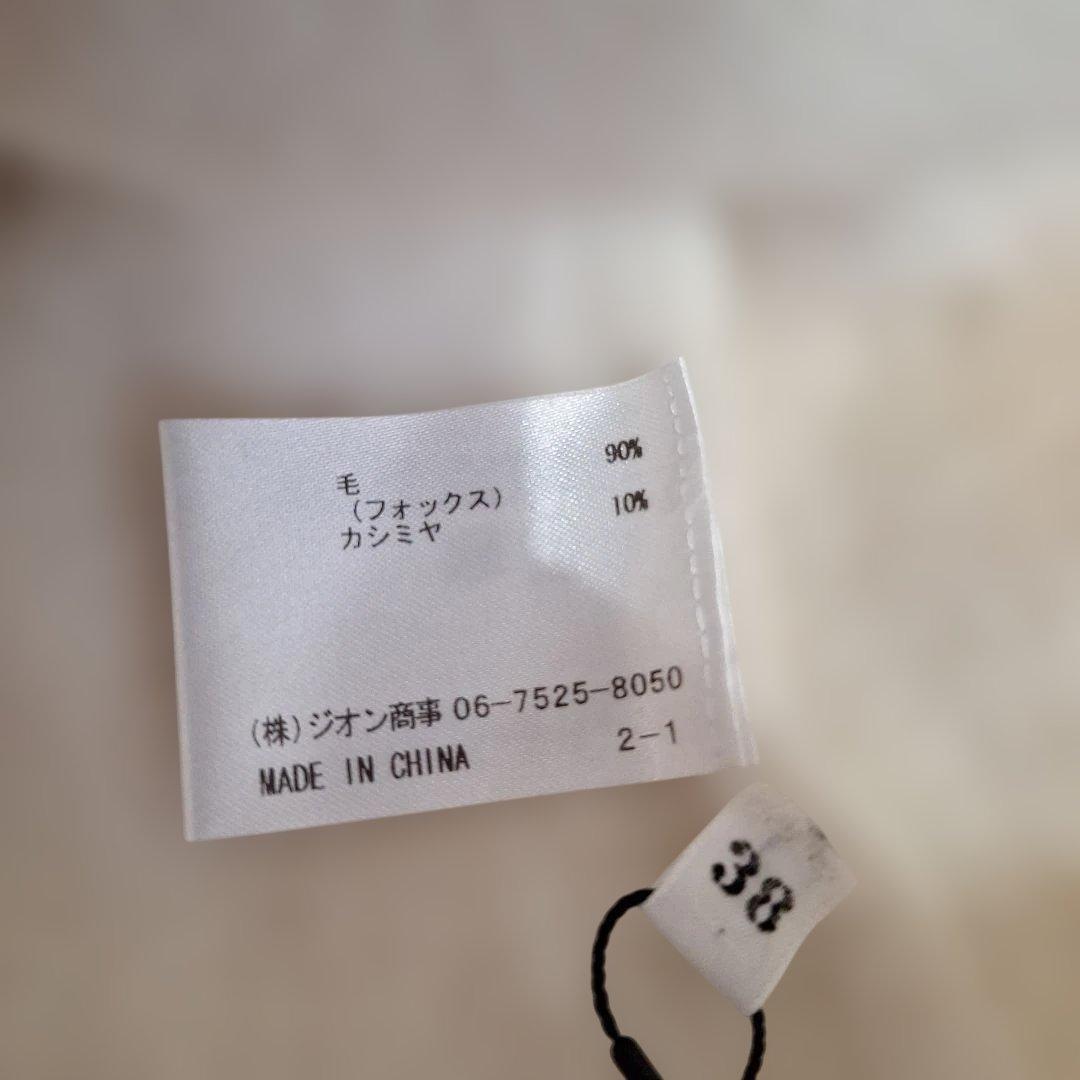 毛 90%
(フォックス)
カシミヤ 10%
(株)ジオン商事 06-7525-8050
MADE IN CHINA 2-1
38